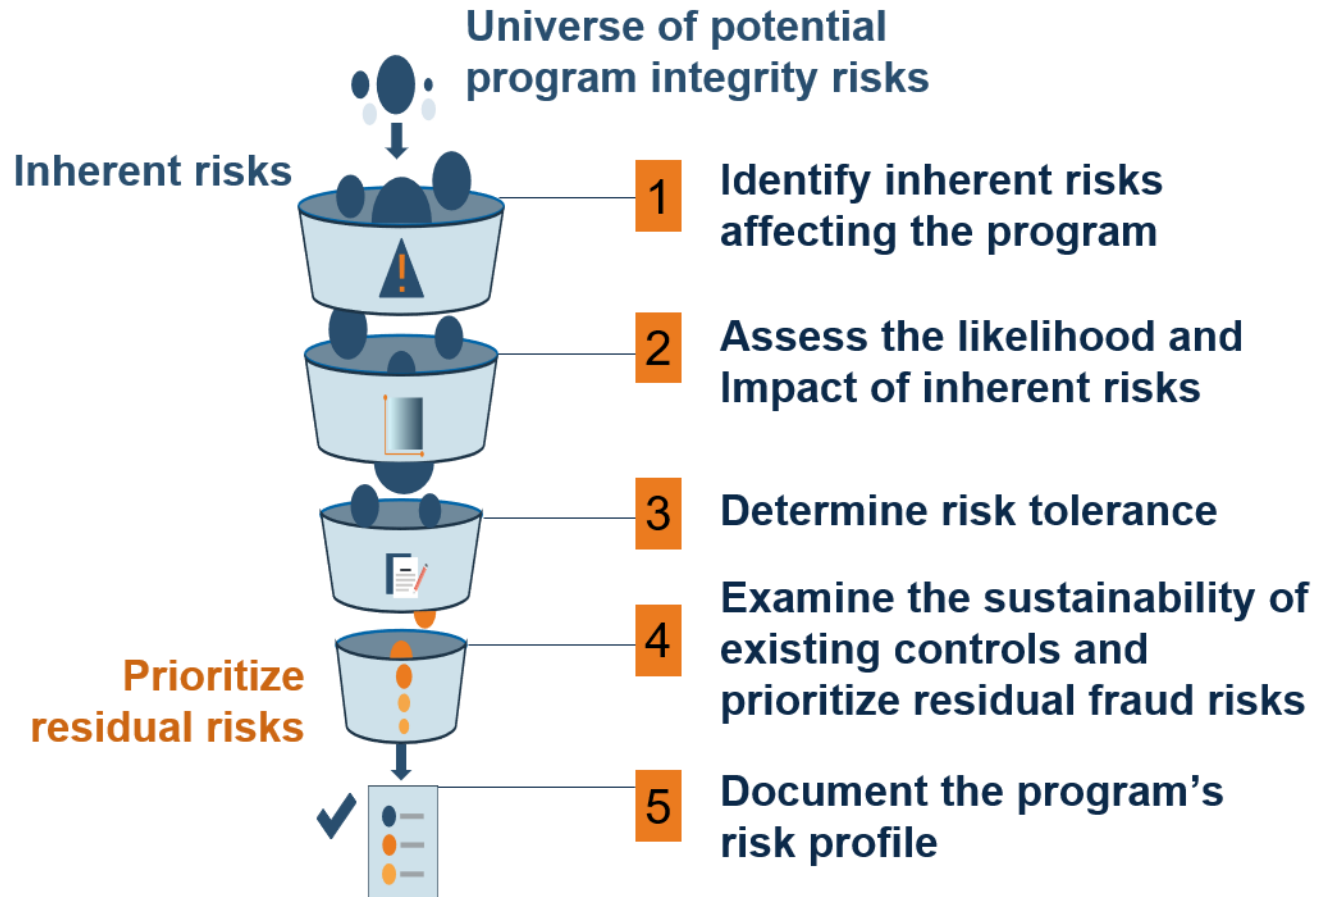 Universe of potential
program integrity risks
Inherent risks
1
Identify inherent risks
affecting the program
2
Assess the likelihood and
Impact of inherent risks
3
Determine risk tolerance
4
Examine the sustainability of
existing controls and
prioritize residual fraud risks
Prioritize
residual risks
5
Document the program’s
risk profile